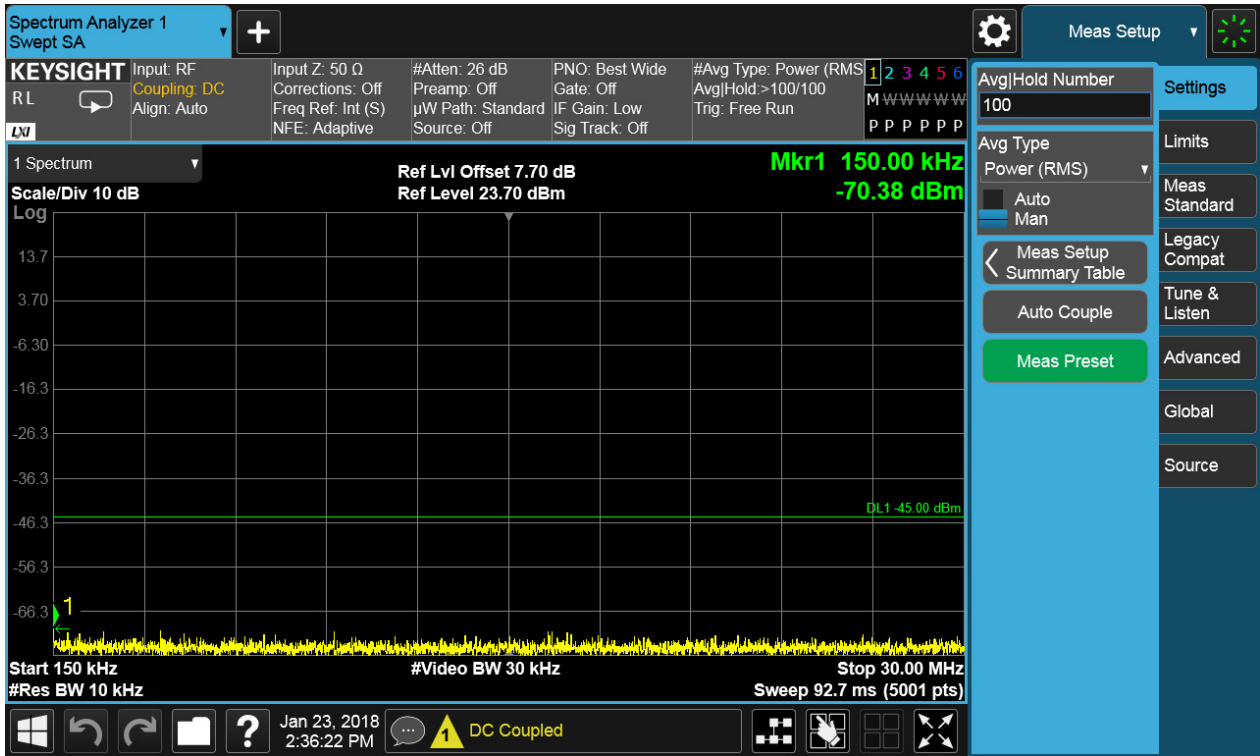 Spectrum Analyzer 1
Swept SA
+
Meas Setup
KEYSIGHT
R L
LXI
Input: RF
Coupling: DC
Align: Auto
Input Z: 50 Ω
Corrections: Off
Freq Ref: Int (S)
NFE: Adaptive
#Atten: 26 dB
Preamp: Off
µW Path: Standard
Source: Off
PNO: Best Wide
Gate: Off
IF Gain: Low
Sig Track: Off
#Avg Type: Power (RMS
Avg|Hold:>100/100
Trig: Free Run
1 2 3 4 5 6
M W W W W W
P P P P P P
1 Spectrum
Scale/Div 10 dB
Log
Ref Lvl Offset 7.70 dB
Ref Level 23.70 dBm
Mkr1 150.00 kHz
-70.38 dBm
13.7
3.70
-6.30
-16.3
-26.3
-36.3
DL1 -45.00 dBm
-46.3
-56.3
-66.3
1
Start 150 kHz
#Video BW 30 kHz
Stop 30.00 MHz
#Res BW 10 kHz
Sweep 92.7 ms (5001 pts)
Avg|Hold Number
100
Avg Type
Power (RMS)
Auto
Man
Meas Setup
Summary Table
Auto Couple
Meas Preset
Settings
Limits
Meas
Standard
Legacy
Compat
Tune &
Listen
Advanced
Global
Source
?
Jan 23, 2018
2:36:22 PM
1
DC Coupled